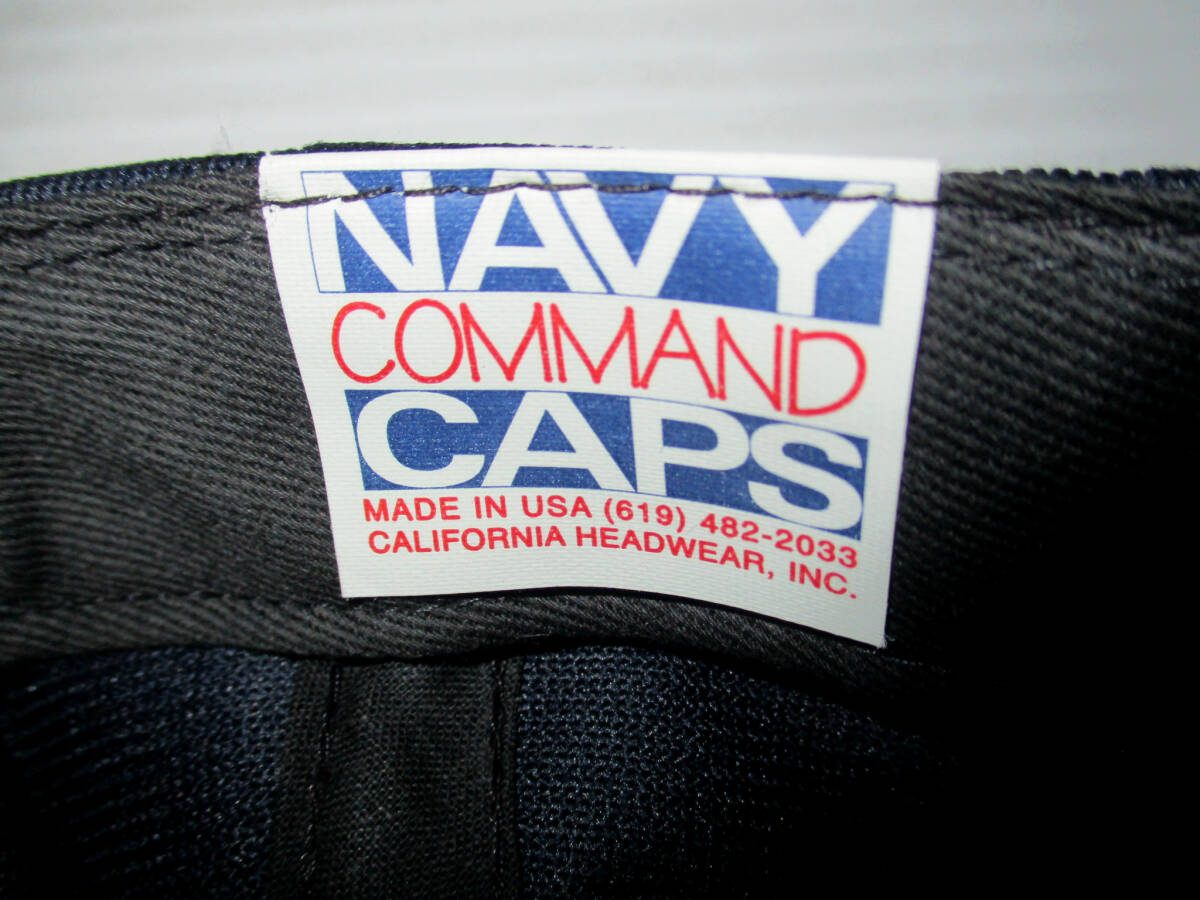 NAVY
COMMAND
CAPS
MADE IN USA (619) 482-2033
CALIFORNIA HEADWEAR, INC.